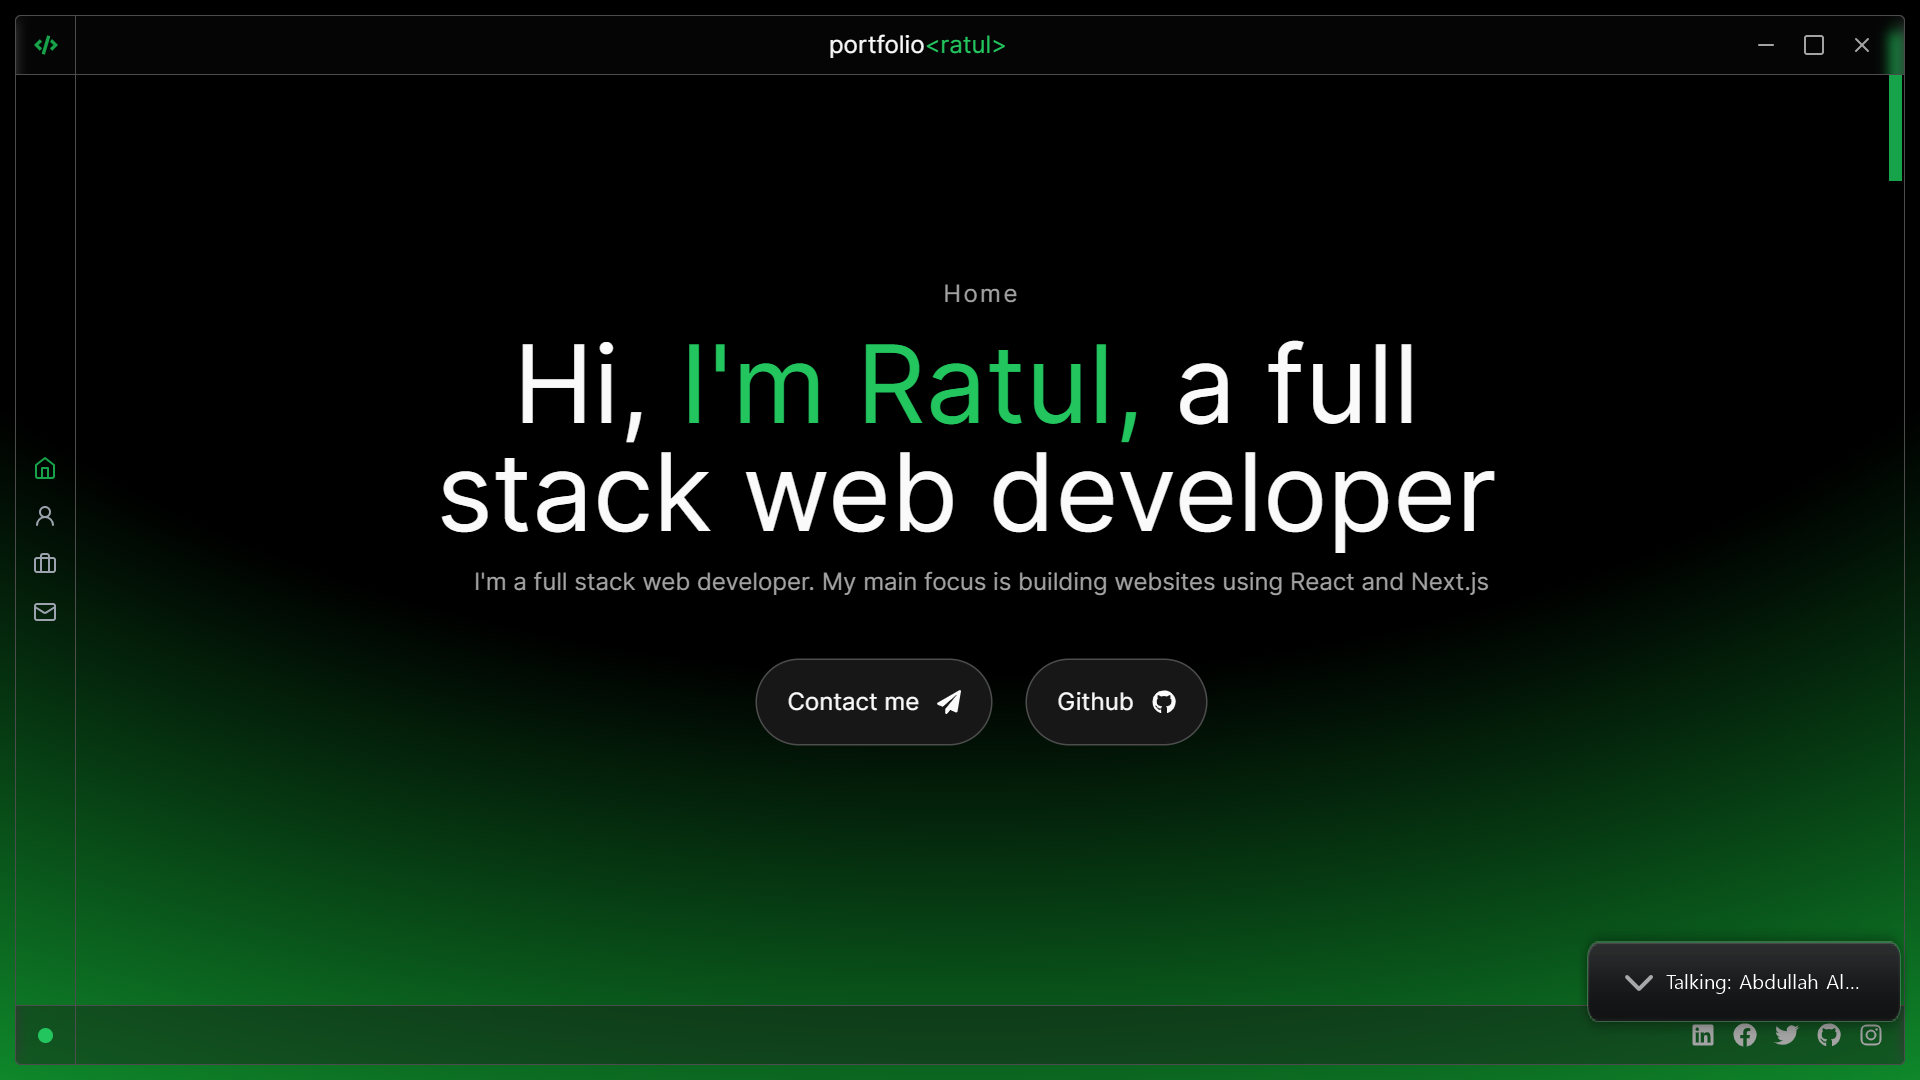 portfolio<ratul>
Home
Hi, I'm Ratul, a full
stack web developer
I'm a full stack web developer. My main focus is building websites using React and Next.js
Contact me
Github
Talking: Abdullah Al...